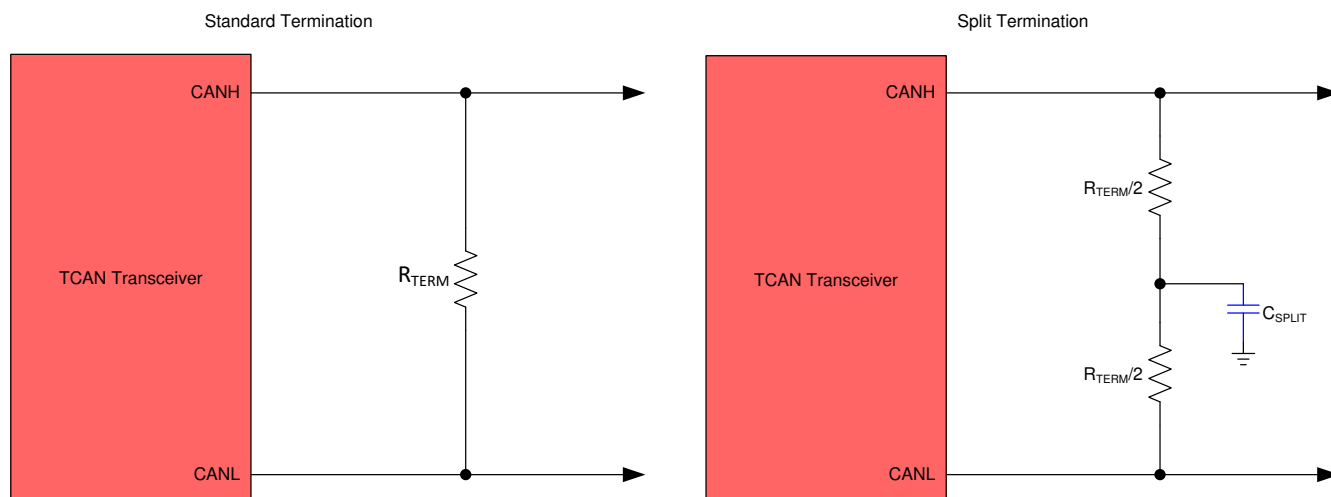 Standard Termination
CANH
TCAN Transceiver
RTERM
CANL
Split Termination
CANH
RTERM/2
TCAN Transceiver
CSPLIT
RTERM/2
CANL